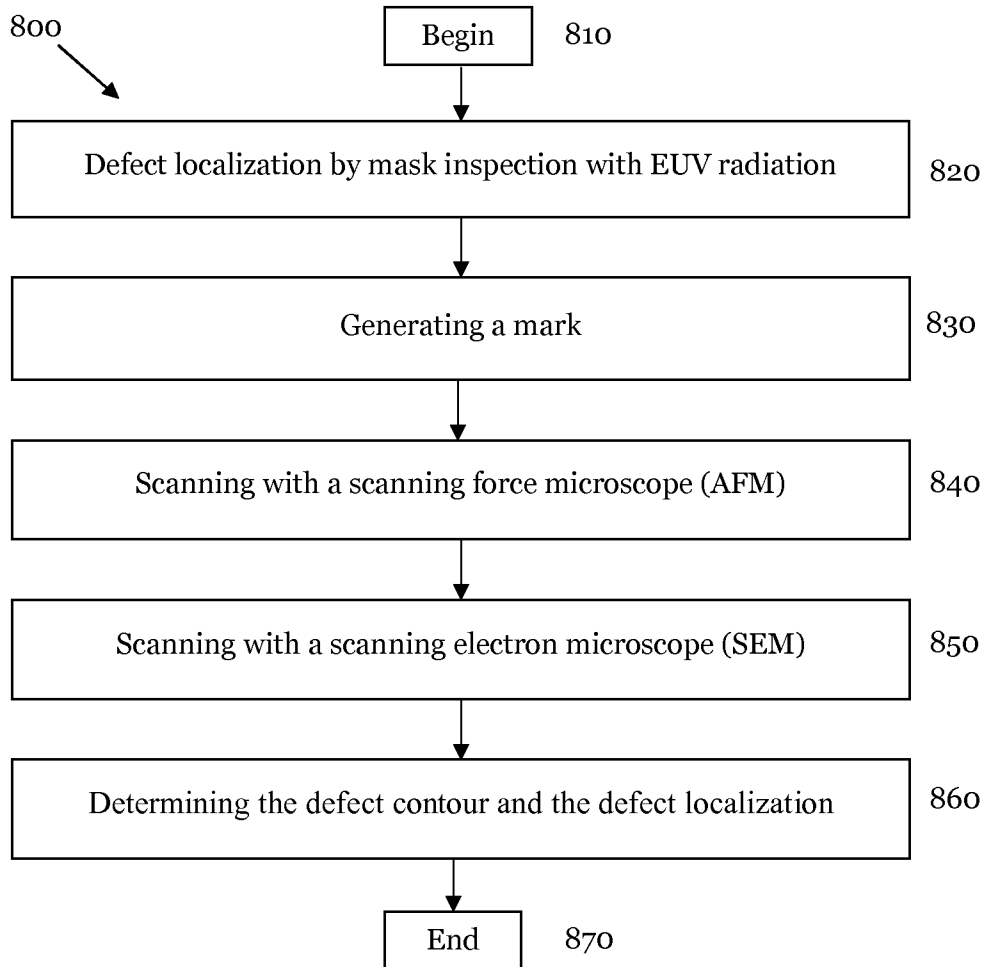 800
Begin 810
Defect localization by mask inspection with EUV radiation 820
Generating a mark 830
Scanning with a scanning force microscope (AFM) 840
Scanning with a scanning electron microscope (SEM) 850
Determining the defect contour and the defect localization 860
End 870